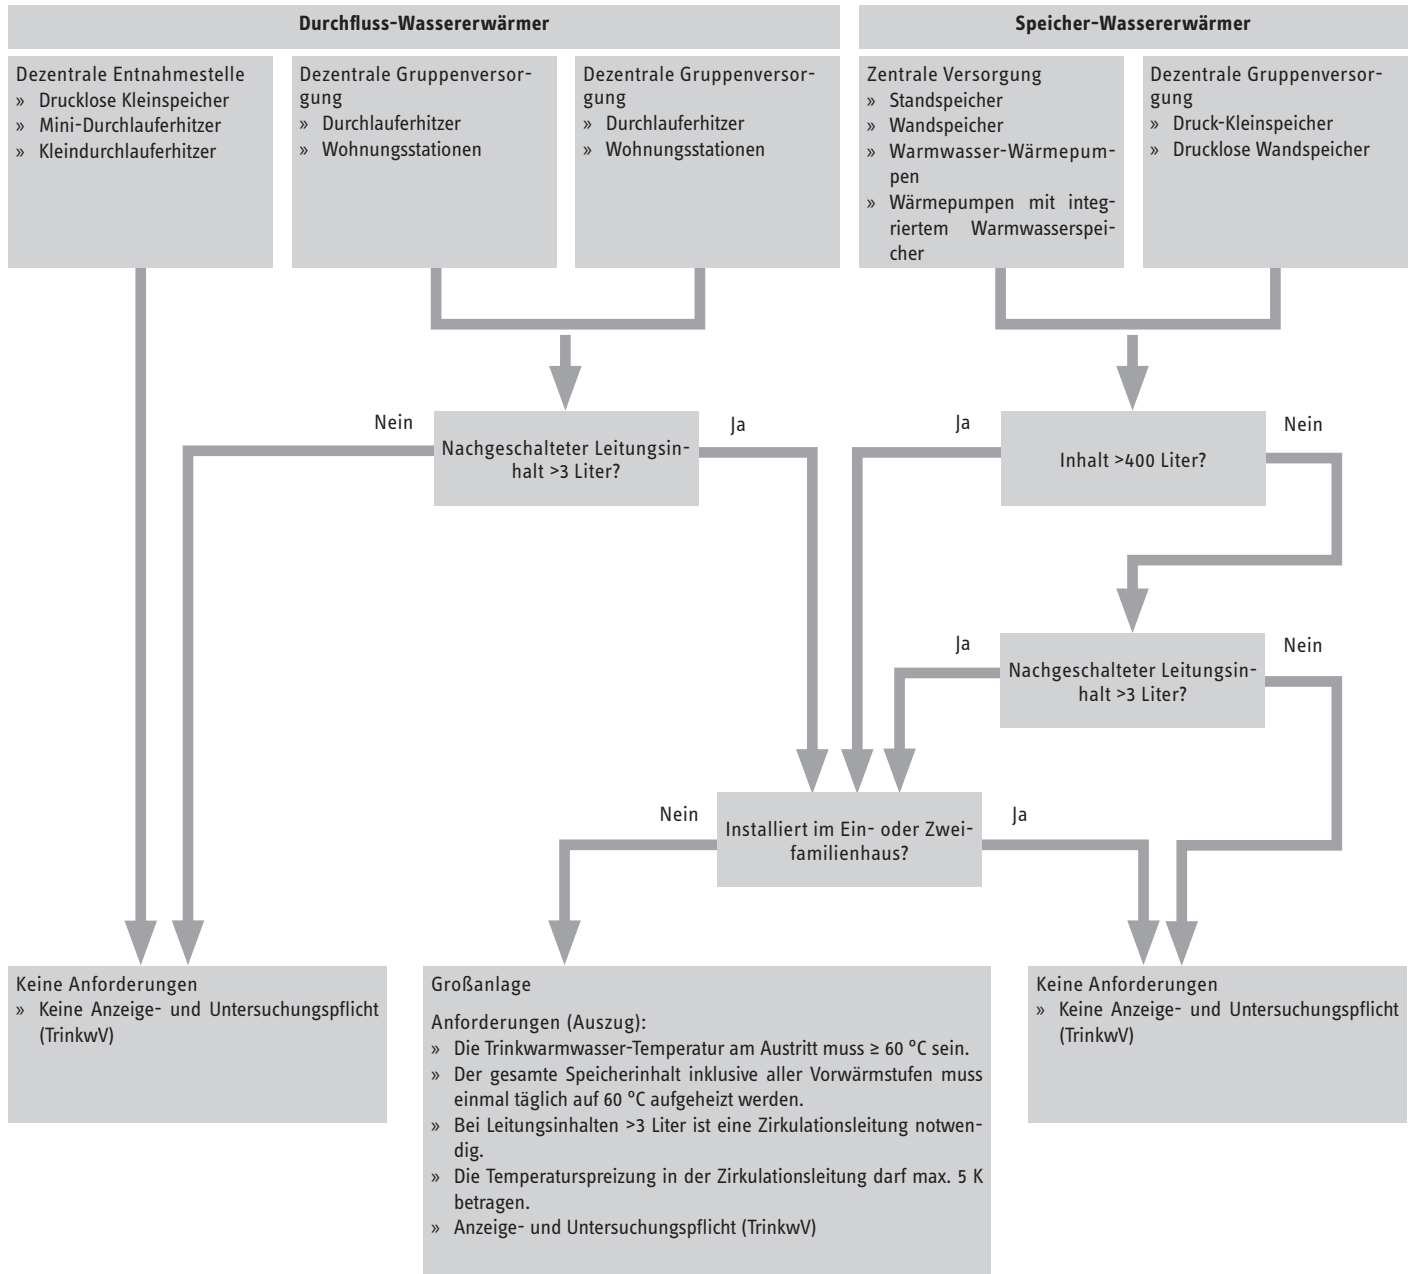 Durchfluss-Wassererwärmer
Speicher-Wassererwärmer
Dezentrale Entnahmestelle
» Drucklose Kleinspeicher
» Mini-Durchlauferhitzer
» Kleindurchlauferhitzer
Dezentrale Gruppenversor-
gung
» Durchlauferhitzer
» Wohnungsstationen
Dezentrale Gruppenversor-
gung
» Durchlauferhitzer
» Wohnungsstationen
Zentrale Versorgung
» Standspeicher
» Wandspeicher
» Warmwasser-Wärmepum-
pen
» Wärmepumpen mit integ-
riertem Warmwasserspei-
cher
Dezentrale Gruppenversor-
gung
» Druck-Kleinspeicher
» Drucklose Wandspeicher
Nein
Nachgeschalteter Leitungsin-
halt >3 Liter?
Ja
Ja
Inhalt >400 Liter?
Nein
Ja
Nachgeschalteter Leitungsin-
halt >3 Liter?
Nein
Nein
Installiert im Ein- oder Zwei-
familienhaus?
Ja
Keine Anforderungen
» Keine Anzeige- und Untersuchungspflicht
(TrinkwV)
Großanlage
Anforderungen (Auszug):
» Die Trinkwarmwasser-Temperatur am Austritt muss ≥ 60 °C sein.
» Der gesamte Speicherinhalt inklusive aller Vorwärmstufen muss
einmal täglich auf 60 °C aufgeheizt werden.
» Bei Leitungsinhalten >3 Liter ist eine Zirkulationsleitung notwen-
dig.
» Die Temperaturspreizung in der Zirkulationsleitung darf max. 5 K
betragen.
» Anzeige- und Untersuchungspflicht (TrinkwV)
Keine Anforderungen
» Keine Anzeige- und Untersuchungspflicht
(TrinkwV)